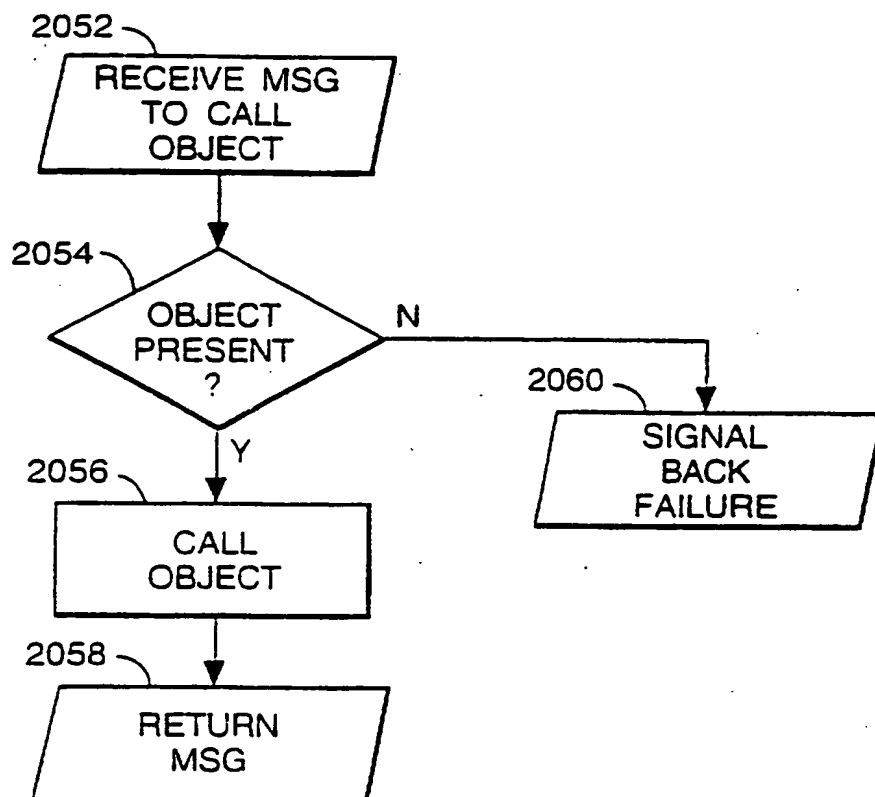 2052
RECEIVE MSG
TO CALL
OBJECT
2054
OBJECT
PRESENT
?
N
Y
2060
SIGNAL
BACK
FAILURE
2056
CALL
OBJECT
2058
RETURN
MSG